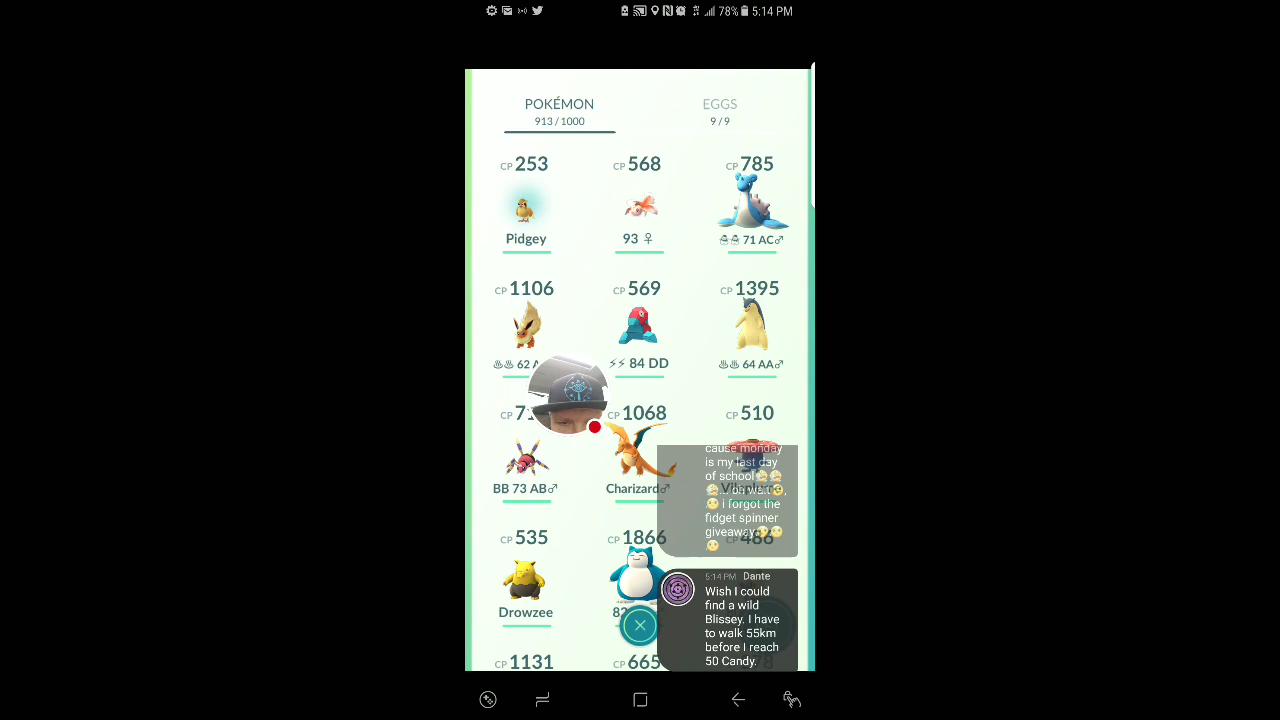 78% 5:14 PM
POKÉMON EGGS
913 / 1000 9 / 9
CP 253 CP 568 CP 785
Pidgey 93 ♀ ☃☃ 71 AC♂
CP 1106 CP 569 CP 1395
♨♨ 62 ⚡⚡ 84 DD ♨♨ 64 AA♂
CP CP 1068 CP 510
BB 73 AB♂ Charizard♂
CP 535 CP 1866 486
Drowzee
CP 1131 CP 665
cause monday
is my last day
of school
i forgot the
fidget spinner
giveaway
5:14 PM Dante
Wish I could
find a wild
Blissey. I have
to walk 55km
before I reach
50 Candy.